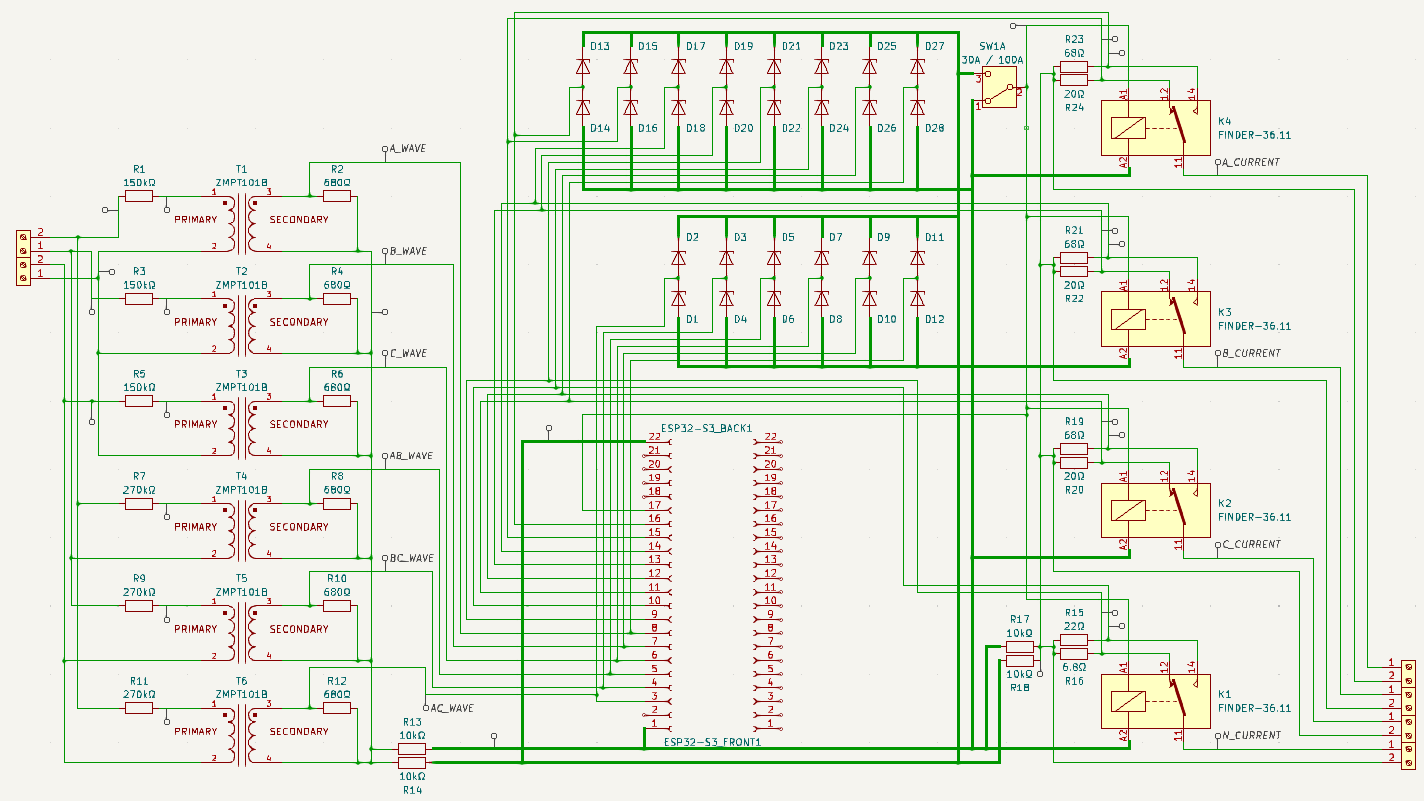 D13 D15 D17 D19 D21 D23 D25 D27
D14 D16 D18 D20 D22 D24 D26 D28
SW1A
30A / 100A
3
2
1
R23
68Ω
20Ω
R24
A1 12 14
A2 11
K4
FINDER-36.11
A_CURRENT
D2 D3 D5 D7 D9 D11
D1 D4 D6 D8 D10 D12
R21
68Ω
20Ω
R22
A1 12 14
A2 11
K3
FINDER-36.11
B_CURRENT
R19
68Ω
20Ω
R20
A1 12 14
A2 11
K2
FINDER-36.11
C_CURRENT
R17
10kΩ
10kΩ
R18
R15
22Ω
6.8Ω
R16
A1 12 14
A2 11
K1
FINDER-36.11
N_CURRENT
1
2
1
2
1
2
1
2
2
1
2
1
A_WAVE
R1
150kΩ
T1
ZMPT101B
R2
680Ω
1 3
PRIMARY SECONDARY
2 4
B_WAVE
R3
150kΩ
T2
ZMPT101B
R4
680Ω
1 3
PRIMARY SECONDARY
2 4
C_WAVE
R5
150kΩ
T3
ZMPT101B
R6
680Ω
1 3
PRIMARY SECONDARY
2 4
AB_WAVE
R7
270kΩ
T4
ZMPT101B
R8
680Ω
1 3
PRIMARY SECONDARY
2 4
BC_WAVE
R9
270kΩ
T5
ZMPT101B
R10
680Ω
1 3
PRIMARY SECONDARY
2 4
R11
270kΩ
T6
ZMPT101B
R12
680Ω
1 3
PRIMARY SECONDARY
2 4
AC_WAVE
R13
10kΩ
10kΩ
R14
ESP32-S3_BACK1
22 22
21 21
20 20
19 19
18 18
17 17
16 16
15 15
14 14
13 13
12 12
11 11
10 10
9 9
8 8
7 7
6 6
5 5
4 4
3 3
2 2
1 1
ESP32-S3_FRONT1